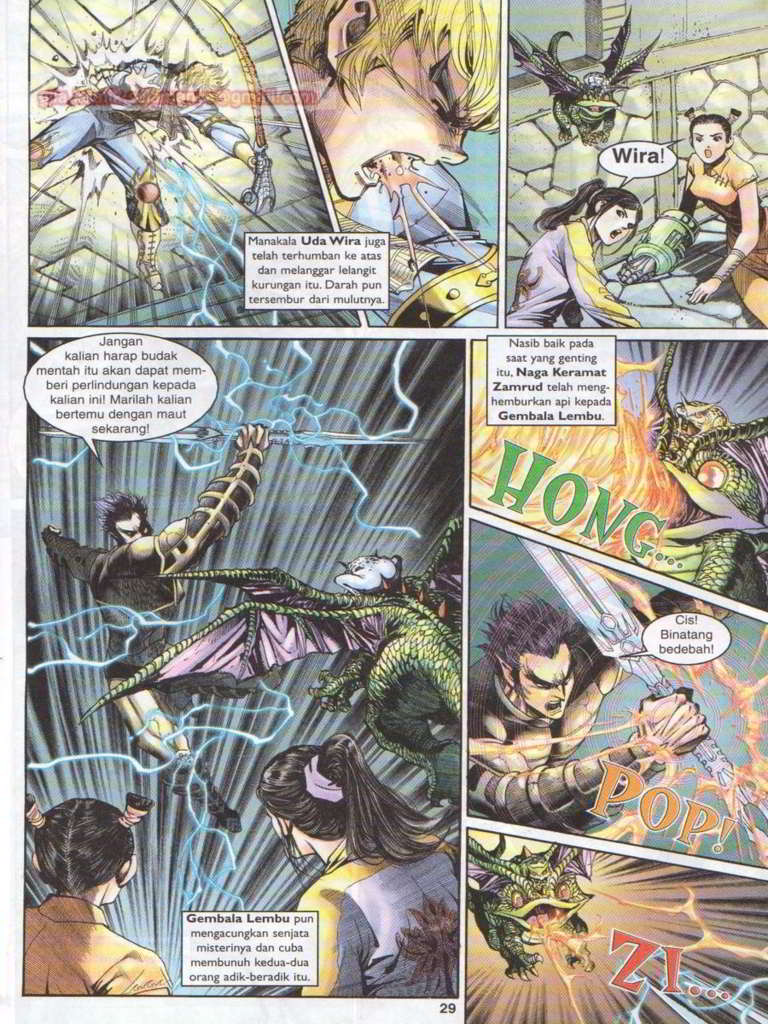 Manakala Uda Wira juga
telah terhumban ke atas
dan melanggar lelangit
kurungan itu. Darah pun
tersembur dari mulutnya.
Wira!
Jangan
kalian harap budak
mentah itu akan dapat mem-
beri perlindungan kepada
kalian ini! Marilah kalian
bertemu dengan maut
sekarang!
Gembala Lembu pun
mengacungkan senjata
misterinya dan cuba
membunuh kedua-dua
orang adik-beradik itu.
Nasib baik pada
saat yang genting
itu, Naga Keramat
Zamrud telah meng-
hemburkan api kepada
Gembala Lembu.
HONG....
Cis!
Binatang
bedebah!
POP!
ZI....
29